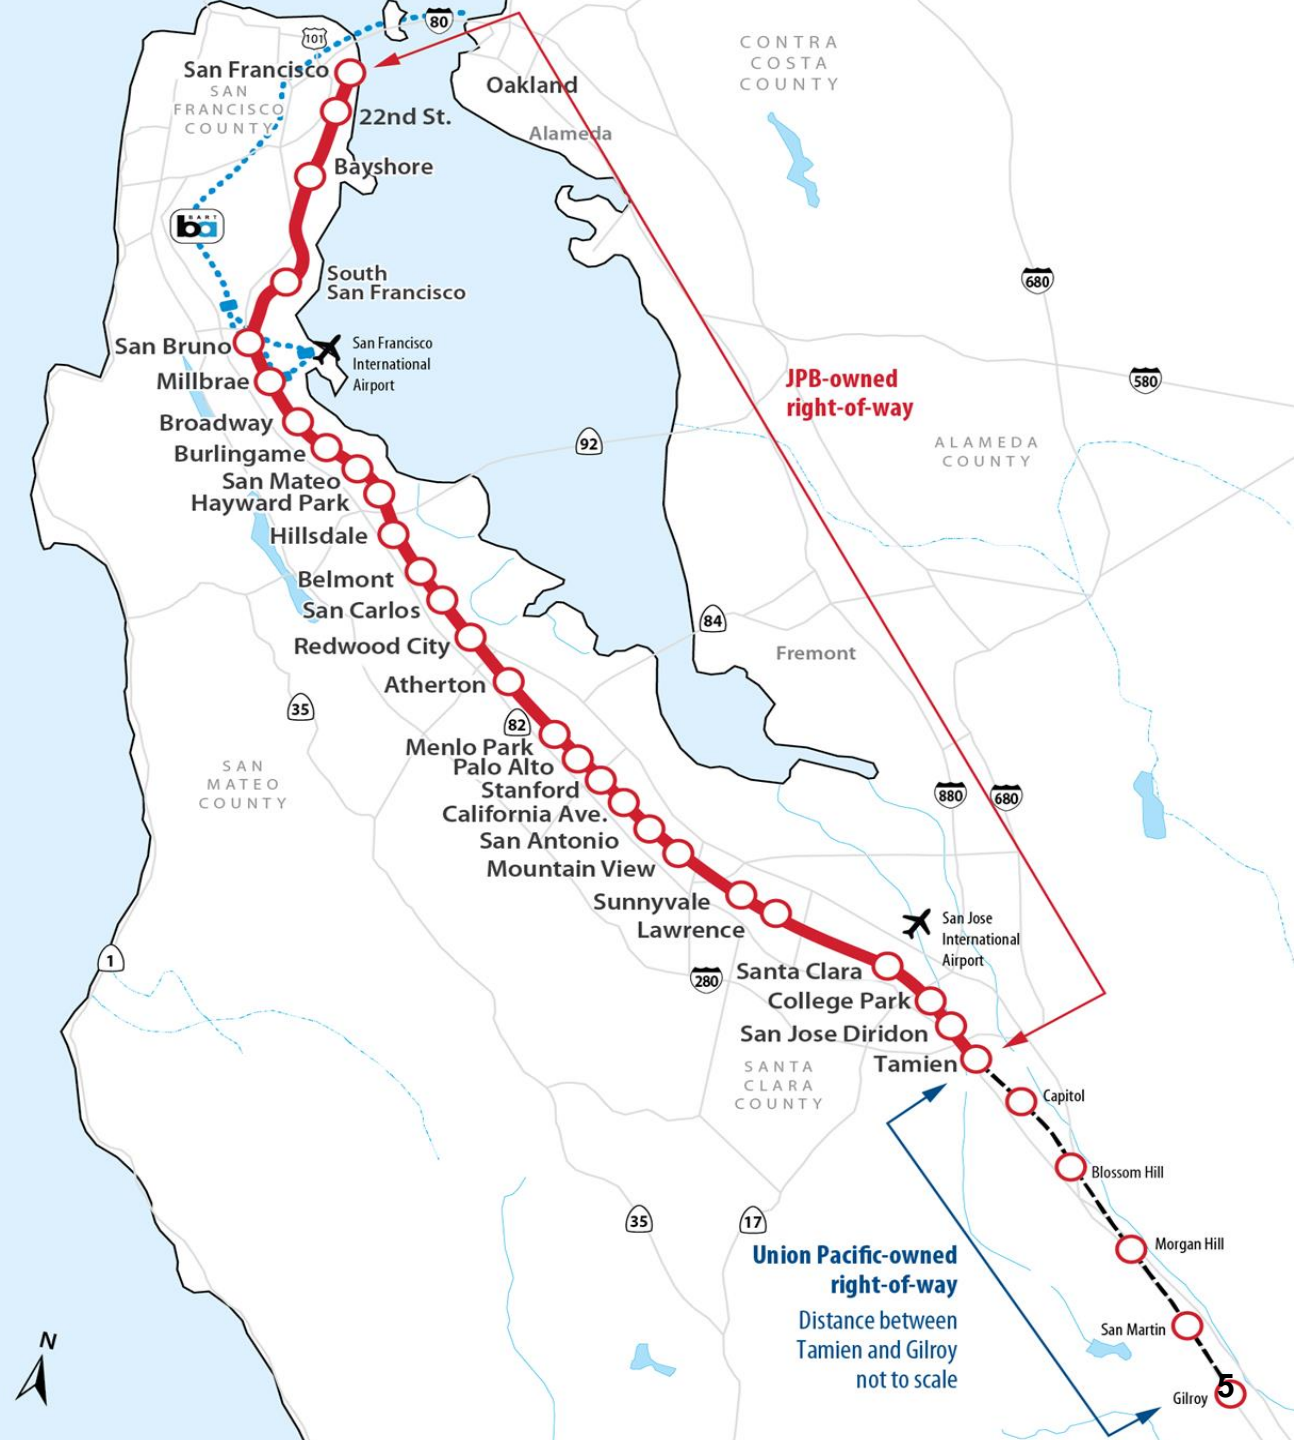 80
101
CONTRA
COSTA
COUNTY
San Francisco
SAN
FRANCISCO
COUNTY
Oakland
22nd St.
Alameda
Bayshore
BART
ba
South
San Francisco
680
San Bruno
San Francisco
International
Airport
Millbrae
JPB-owned
right-of-way
580
Broadway
92
ALAMEDA
COUNTY
Burlingame
San Mateo
Hayward Park
Hillsdale
Belmont
San Carlos
84
Redwood City
Fremont
Atherton
35
82
Menlo Park
Palo Alto
SAN
MATEO
COUNTY
Stanford
880
680
California Ave.
San Antonio
Mountain View
Sunnyvale
Lawrence
San Jose
International
Airport
1
280
Santa Clara
College Park
San Jose Diridon
Tamien
SANTA
CLARA
COUNTY
Capitol
Blossom Hill
35
17
Morgan Hill
Union Pacific-owned
right-of-way
Distance between
Tamien and Gilroy
not to scale
San Martin
N
Gilroy
5